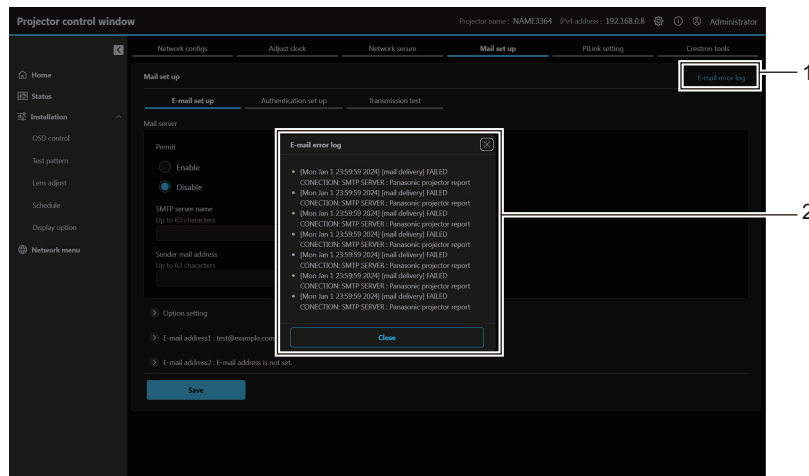 Projector control window
Projector name : NAME3364 IPv4 address : 192.168.0.8 Administrator
Network configs Adjust clock Network secure Mail set up PJLink setting Crestron tools
Home
Status
Installation
OSD control
Test pattern
Lens adjust
Schedule
Display option
Network menu
Mail set up
E-mail error log
1
E-mail set up Authentication set up Transmission test
Mail server
Permit
Enable
Disable
SMTP server name
Up to 63 characters
Sender mail address
Up to 63 characters
Option setting
E-mail address1 : test@example.com
E-mail address2 : E-mail address is not set.
Save
E-mail error log
• [Mon Jan 1 23:59:59 2024] [mail delivery] FAILED
CONECTION: SMTP SERVER : Panasonic projector report
• [Mon Jan 1 23:59:59 2024] [mail delivery] FAILED
CONECTION: SMTP SERVER : Panasonic projector report
• [Mon Jan 1 23:59:59 2024] [mail delivery] FAILED
CONECTION: SMTP SERVER : Panasonic projector report
• [Mon Jan 1 23:59:59 2024] [mail delivery] FAILED
CONECTION: SMTP SERVER : Panasonic projector report
• [Mon Jan 1 23:59:59 2024] [mail delivery] FAILED
CONECTION: SMTP SERVER : Panasonic projector report
• [Mon Jan 1 23:59:59 2024] [mail delivery] FAILED
CONECTION: SMTP SERVER : Panasonic projector report
• [Mon Jan 1 23:59:59 2024] [mail delivery] FAILED
CONECTION: SMTP SERVER : Panasonic projector report
Close
2